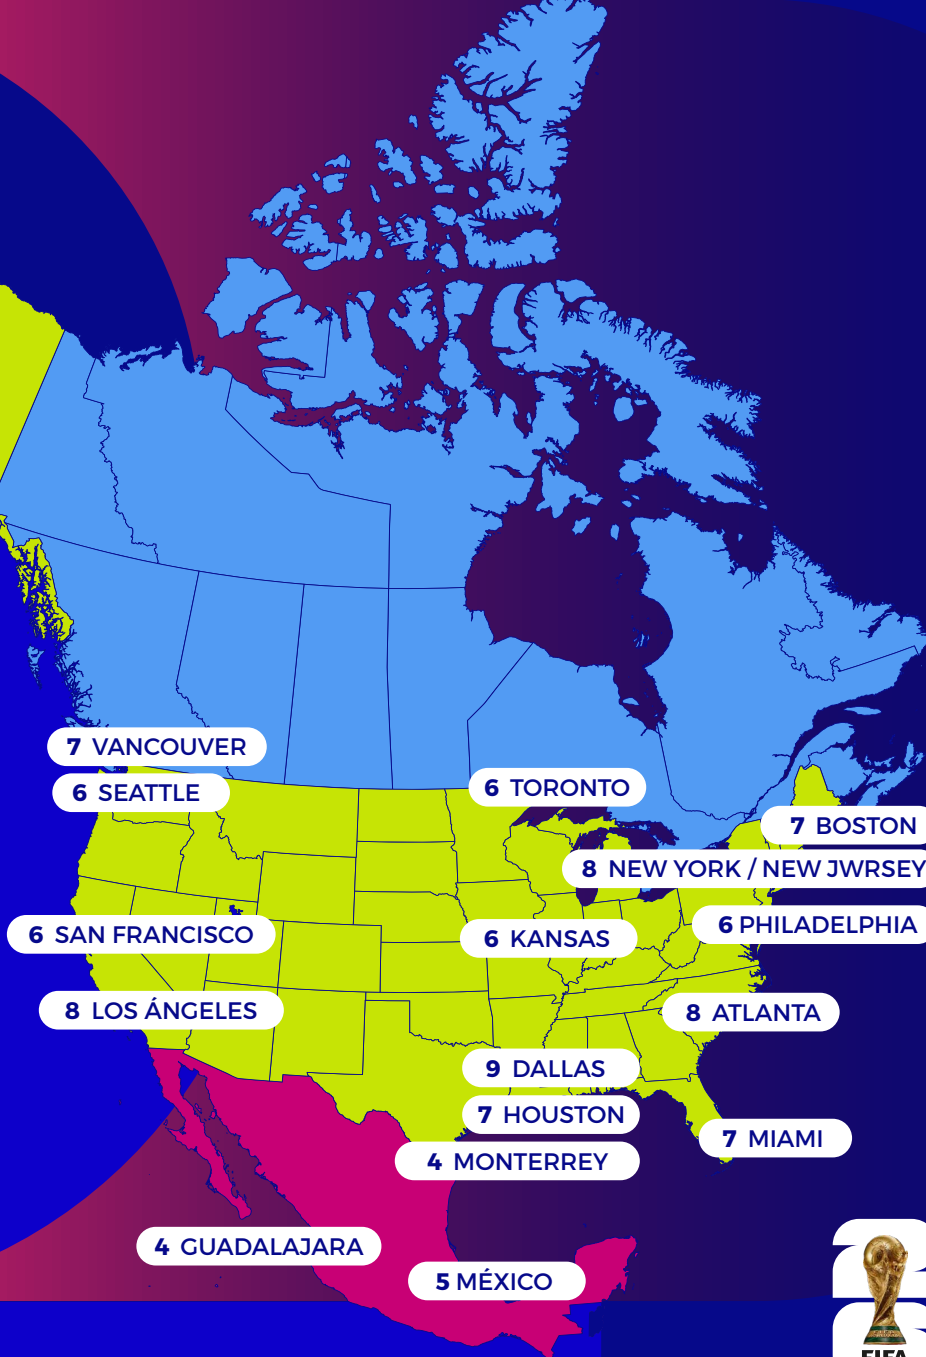 7 VANCOUVER
6 SEATTLE
6 TORONTO
7 BOSTON
8 NEW YORK / NEW JWRSEY
6 PHILADELPHIA
6 SAN FRANCISCO
6 KANSAS
8 LOS ÁNGELES
8 ATLANTA
9 DALLAS
7 HOUSTON
7 MIAMI
4 MONTERREY
4 GUADALAJARA
5 MÉXICO
FIFA